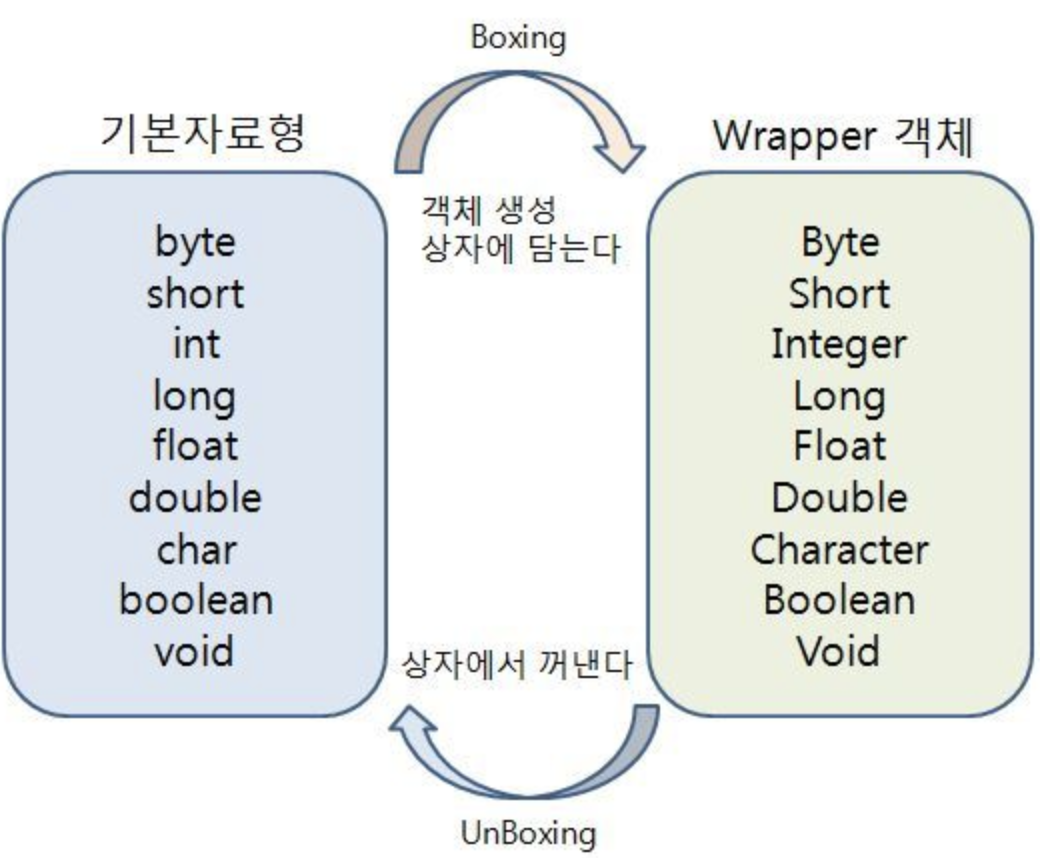 Boxing
기본자료형
Wrapper 객체
객체 생성
상자에 담는다
byte
short
int
long
float
double
char
boolean
void
Byte
Short
Integer
Long
Float
Double
Character
Boolean
Void
상자에서 꺼낸다
UnBoxing